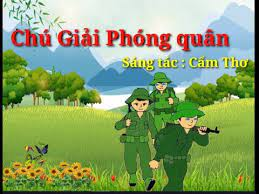 Chú Giải Phóng quân
Sáng tác : Cẩm Thơ